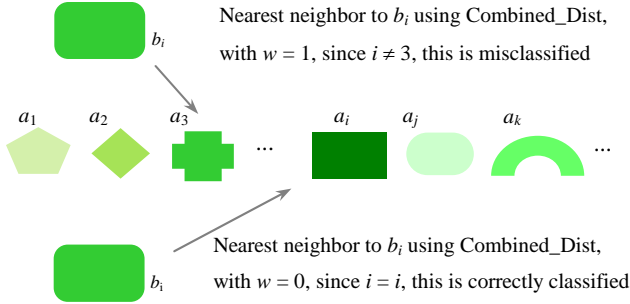 Nearest neighbor to bi using Combined_Dist,
bi
with w = 1, since i ≠ 3, this is misclassified
a1 a2 a3 ai aj ak
... ...
Nearest neighbor to bi using Combined_Dist,
bi
with w = 0, since i = i, this is correctly classified